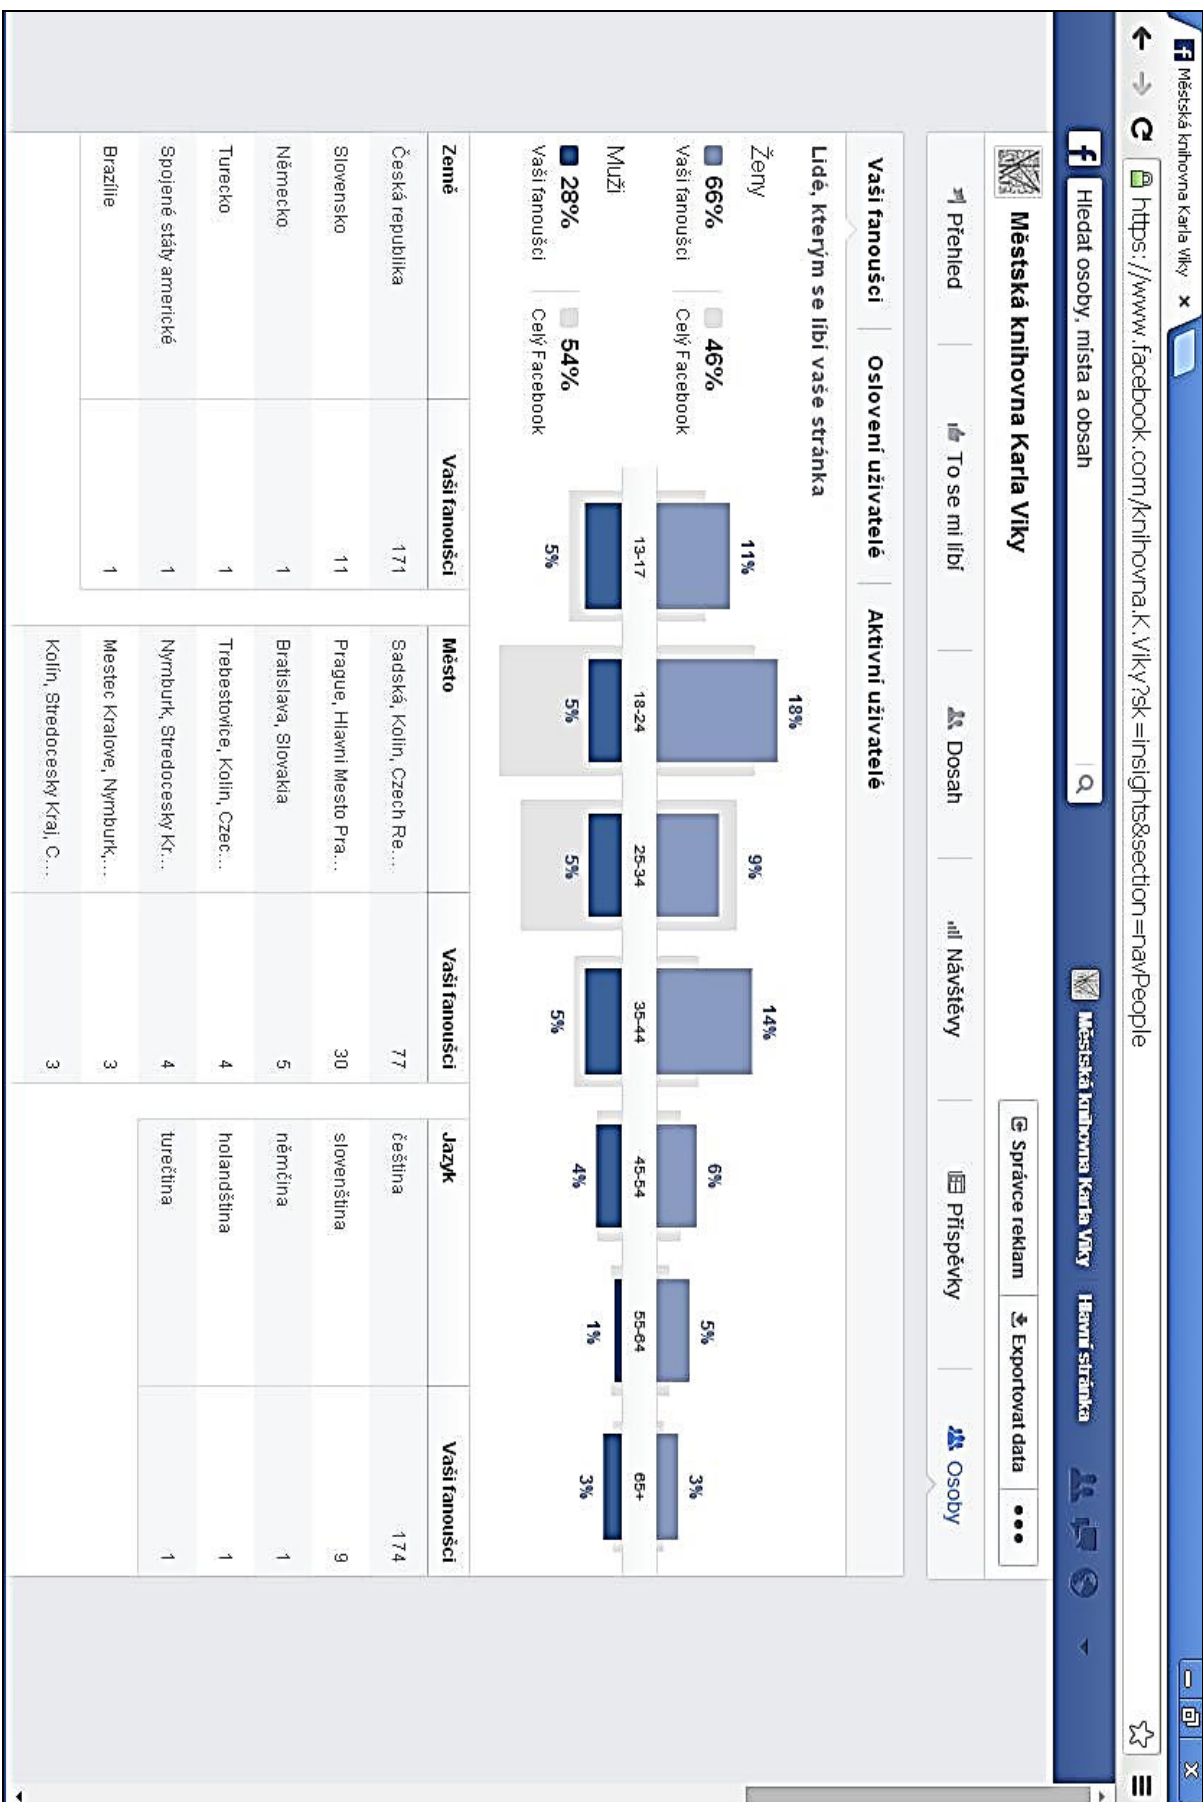 Městská knihovna Karla Viky
https://www.facebook.com/knihovna.K.Viky?sk=insights&section=navPeople
Hledat osoby, místa a obsah
Městská knihovna Karla Viky Hlavní stránka
Městská knihovna Karla Viky Správce reklam Exportovat data •••
Přehled To se mi líbí Dosah Návštěvy Příspěvky Osoby
Vaši fanoušci Oslovení uživatelé Aktivní uživatelé
Lidé, kterým se líbí vaše stránka
Ženy
66% 46%
Vaši fanoušci Celý Facebook
11% 18% 9% 14% 6% 5% 3%
13-17 18-24 25-34 35-44 45-54 55-64 65+
Muži
28% 54%
Vaši fanoušci Celý Facebook
5% 5% 5% 5% 4% 1% 3%
Země Vaši fanoušci Město Vaši fanoušci Jazyk Vaši fanoušci
Česká republika 171 Sadská, Kolin, Czech Re... 77 čeština 174
Slovensko 11 Prague, Hlavni Mesto Pra... 30 slovenština 9
Německo 1 Bratislava, Slovakia 5 němčina 1
Turecko 1 Trebestovice, Kolin, Czec... 4 holandština 1
Spojené státy americké 1 Nymburk, Stredocesky Kr... 4 turečtina 1
Brazílie 1 Mestec Kralove, Nymburk,... 3
Kolín, Stredocesky Kraj, C... 3